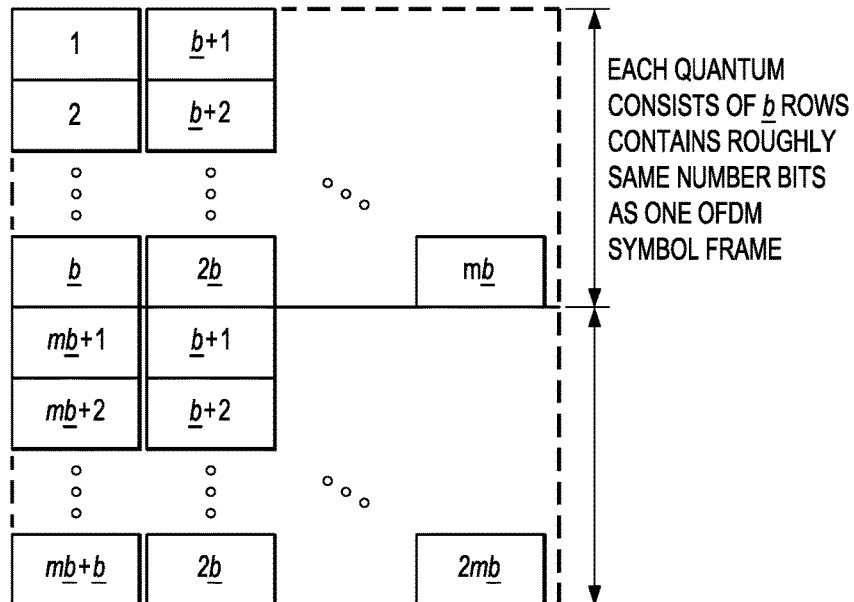 1 b+1
2 b+2
b 2b mb
mb+1 b+1
mb+2 b+2
mb+b 2b 2mb
EACH QUANTUM
CONSISTS OF b ROWS
CONTAINS ROUGHLY
SAME NUMBER BITS
AS ONE OFDM
SYMBOL FRAME